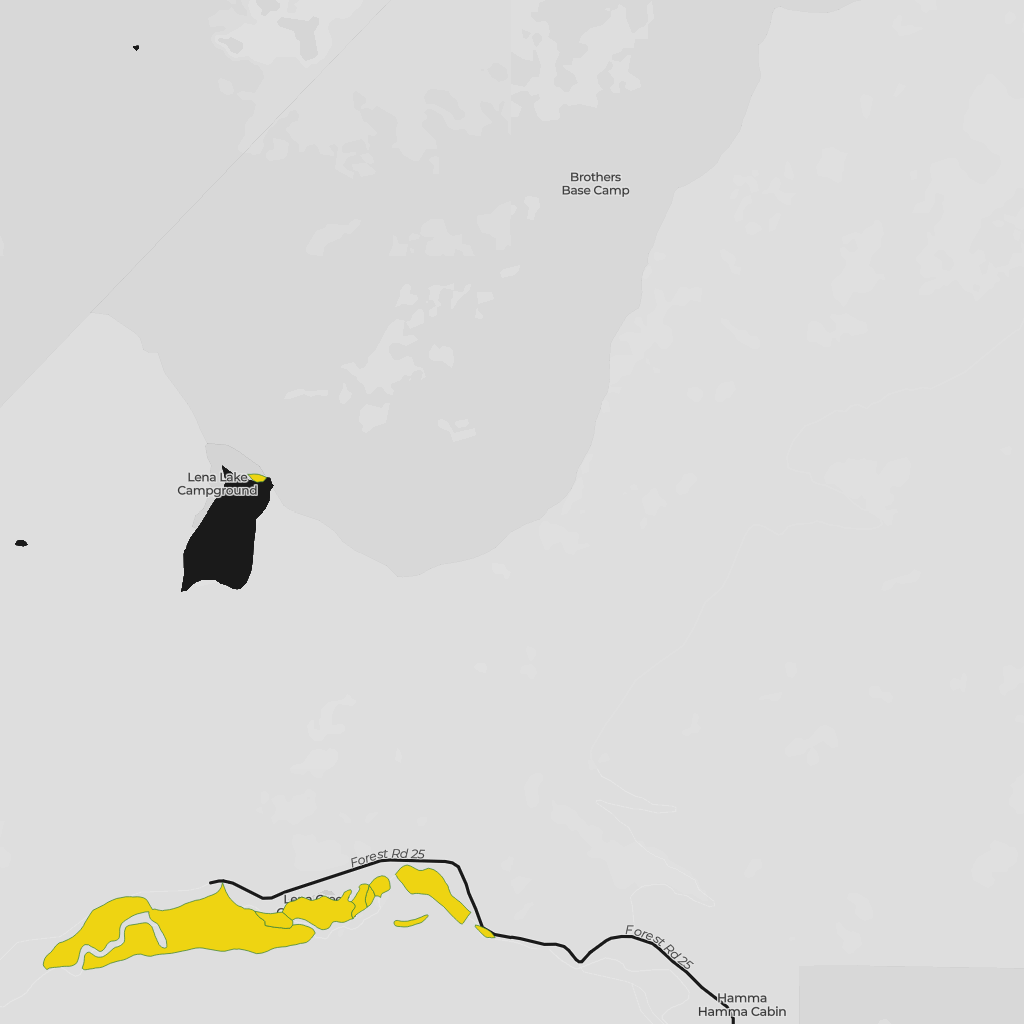 Brothers
Base Camp
Lena Lake
Campground
Forest Rd 25
Forest Rd 25
Hamma
Hamma Cabin